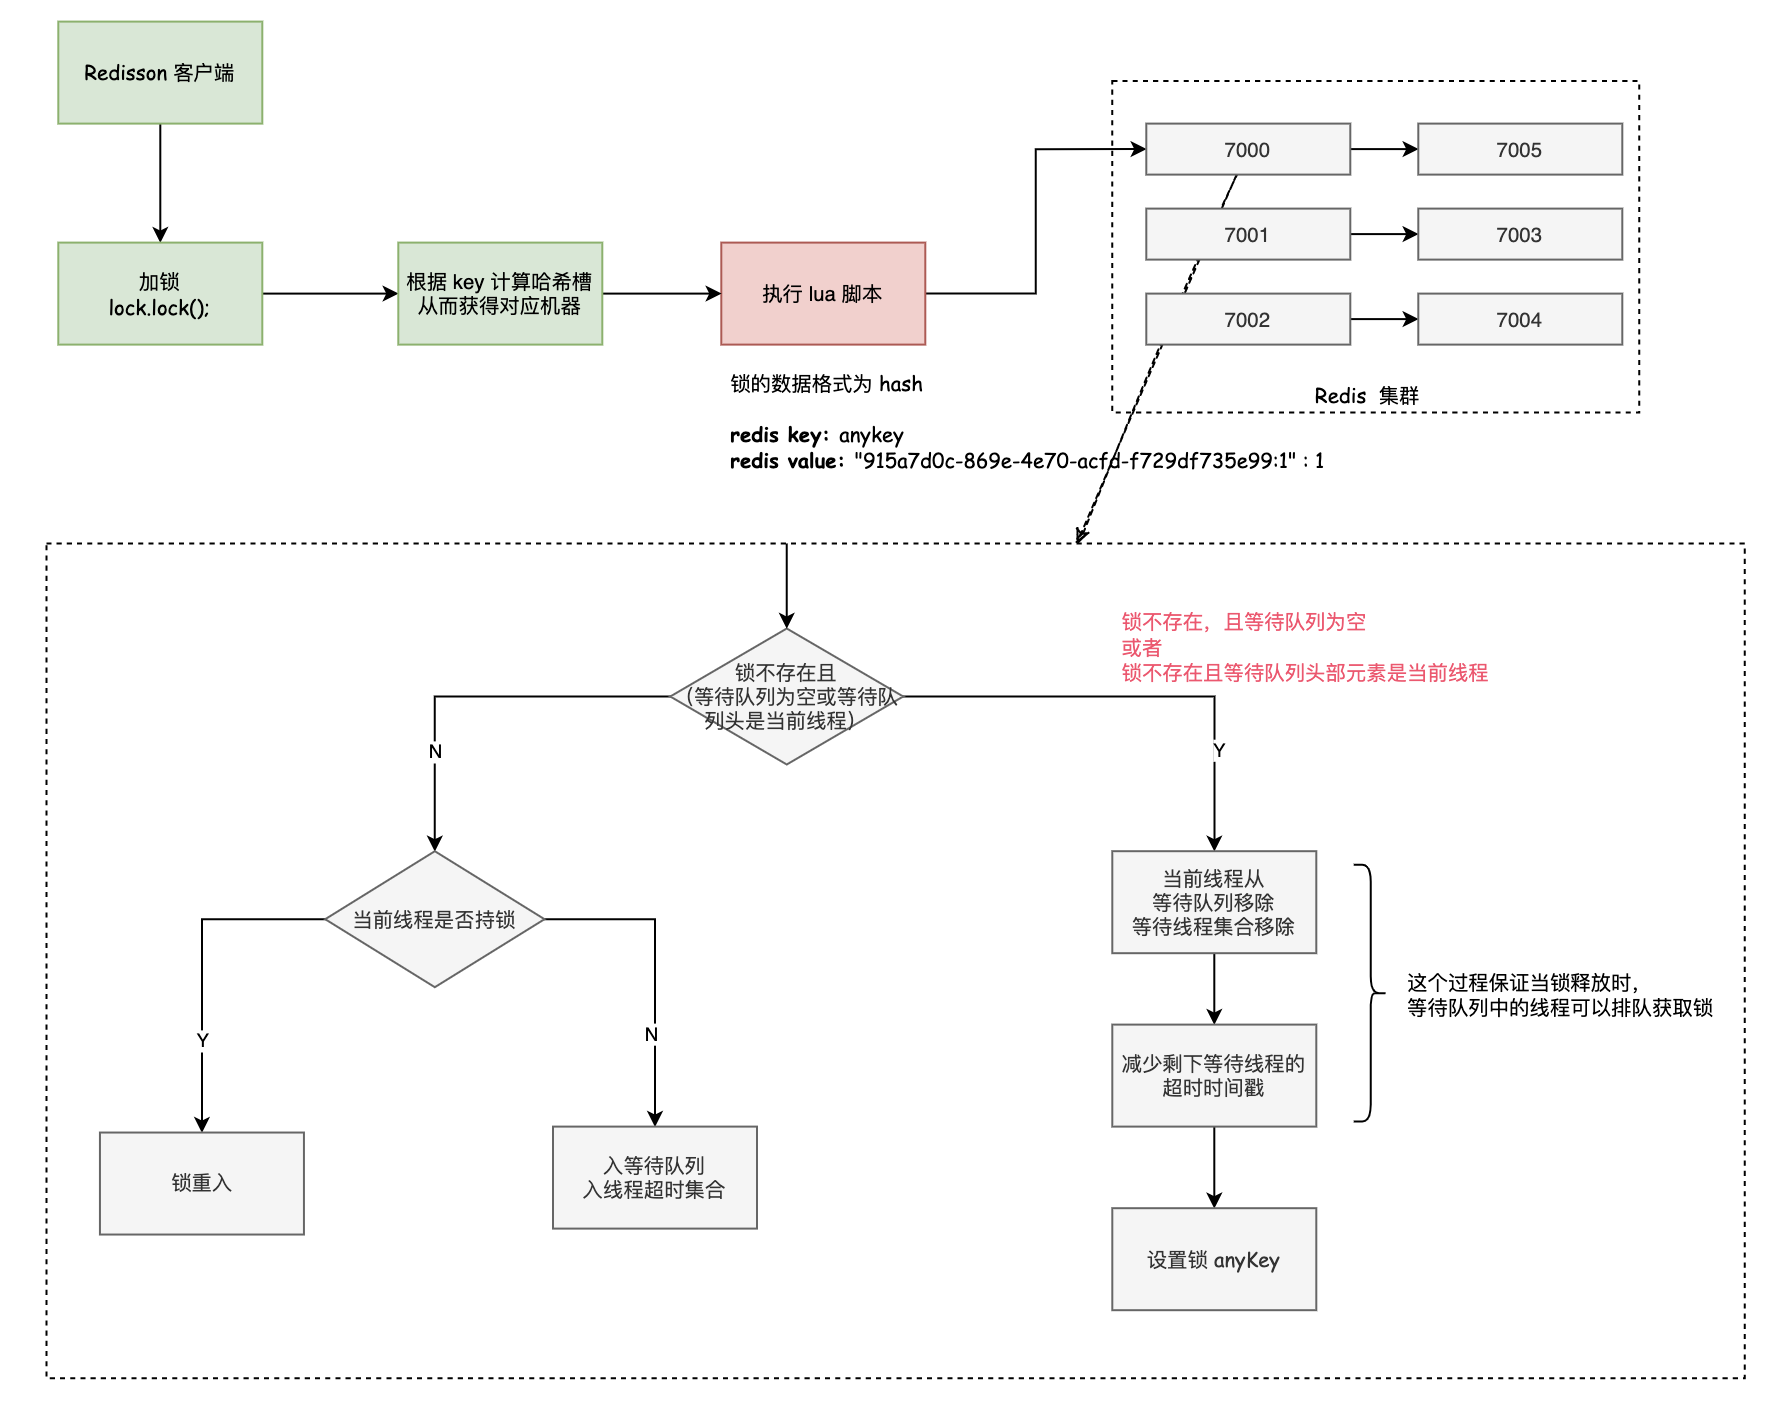 Redisson 客户端
加锁
lock.lock();
根据 key 计算哈希槽
从而获得对应机器
执行 lua 脚本
7000
7005
7001
7003
7002
7004
Redis 集群
锁的数据格式为 hash
redis key: anykey
redis value: "915a7d0c-869e-4e70-acfd-f729df735e99:1" : 1
锁不存在，且等待队列为空
或者
锁不存在且等待队列头部元素是当前线程
锁不存在且
（等待队列为空或等待队
列头是当前线程）
N
Y
当前线程是否持锁
当前线程从
等待队列移除
等待线程集合移除
这个过程保证当锁释放时，
等待队列中的线程可以排队获取锁
Y
N
减少剩下等待线程的
超时时间戳
锁重入
入等待队列
入线程超时集合
设置锁 anyKey